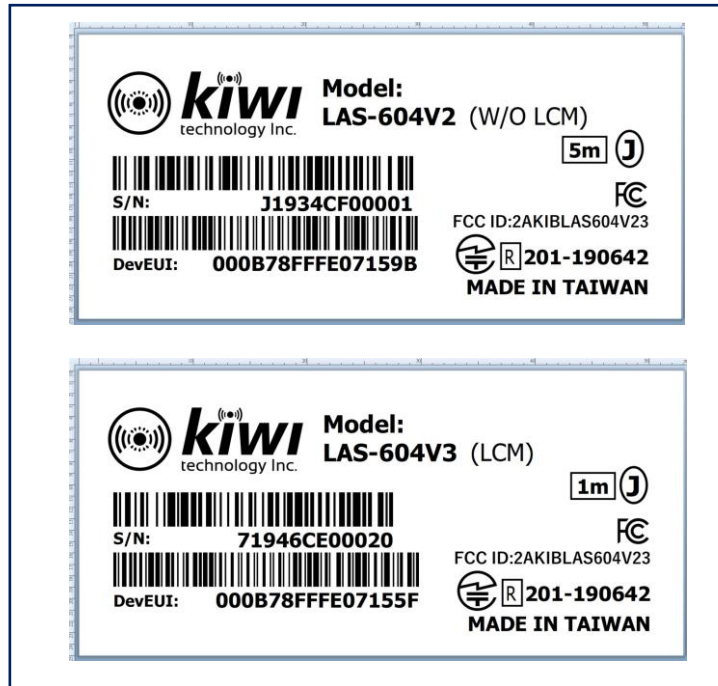 kiwi
technology Inc.
Model:
LAS-604V2 (W/O LCM)
5m J
S/N: J1934CF00001
FC
FCC ID:2AKIBLAS604V23
DevEUI: 000B78FFFE07159B
R 201-190642
MADE IN TAIWAN
kiwi
technology Inc.
Model:
LAS-604V3 (LCM)
1m J
S/N: 71946CE00020
FC
FCC ID:2AKIBLAS604V23
DevEUI: 000B78FFFE07155F
R 201-190642
MADE IN TAIWAN